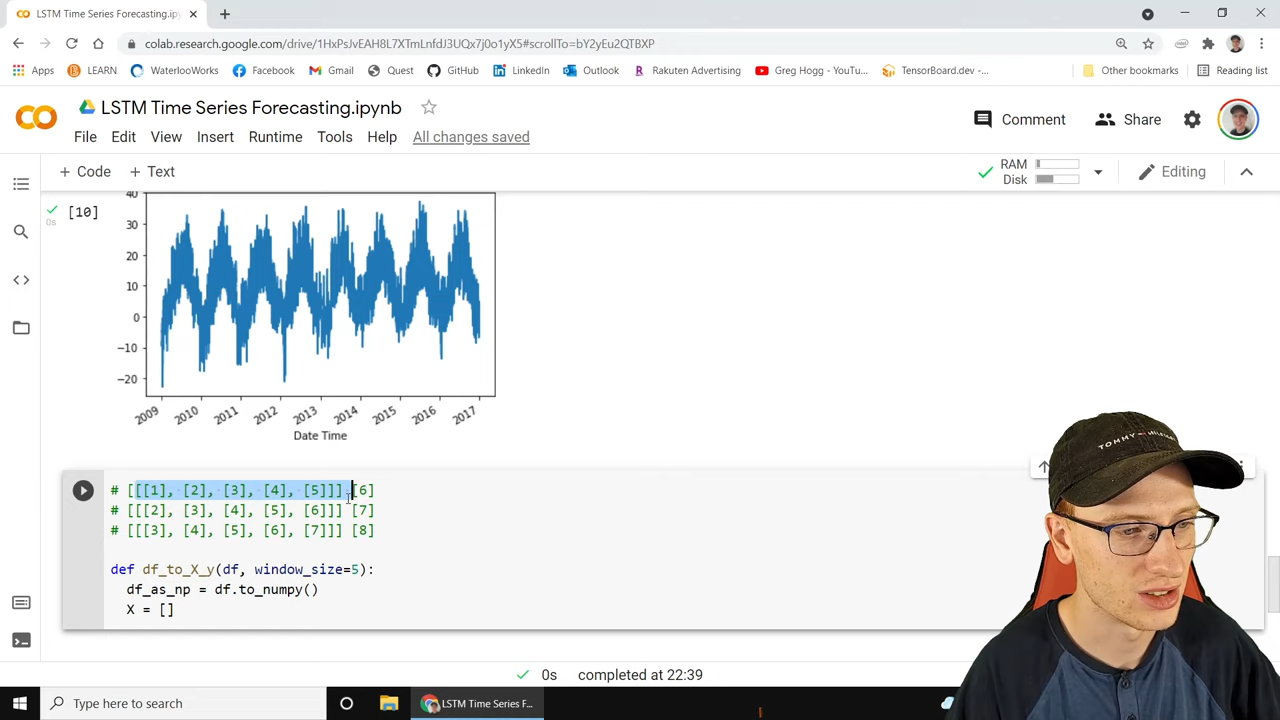 LSTM Time Series Forecasting.ipy
colab.research.google.com/drive/1HxPsJvEAH8L7XTmLnfdJ3UQx7j0o1yX5#scrollTo=bY2yEu2QTBXP
Apps LEARN WaterlooWorks Facebook Gmail Quest GitHub LinkedIn Outlook Rakuten Advertising Greg Hogg - YouTu... TensorBoard.dev -... Other bookmarks Reading list
LSTM Time Series Forecasting.ipynb
Comment Share
File Edit View Insert Runtime Tools Help All changes saved
+ Code + Text
RAM
Disk
Editing
[10]
0s
40
30
20
10
0
−10
−20
2009 2010 2011 2012 2013 2014 2015 2016 2017
Date Time
# [[[1], [2], [3], [4], [5]]] [6]
# [[[2], [3], [4], [5], [6]]] [7]
# [[[3], [4], [5], [6], [7]]] [8]
def df_to_X_y(df, window_size=5):
df_as_np = df.to_numpy()
X = []
0s completed at 22:39
Type here to search
LSTM Time Series F...
TOMMY